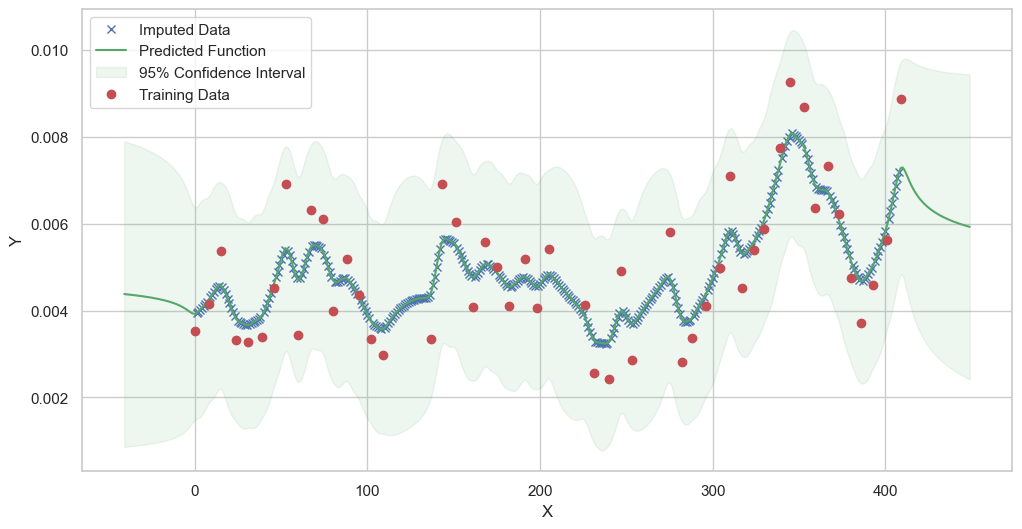 Imputed Data
Predicted Function
95% Confidence Interval
Training Data
0.010
0.008
0.006
0.004
0.002
Y
0 100 200 300 400
X